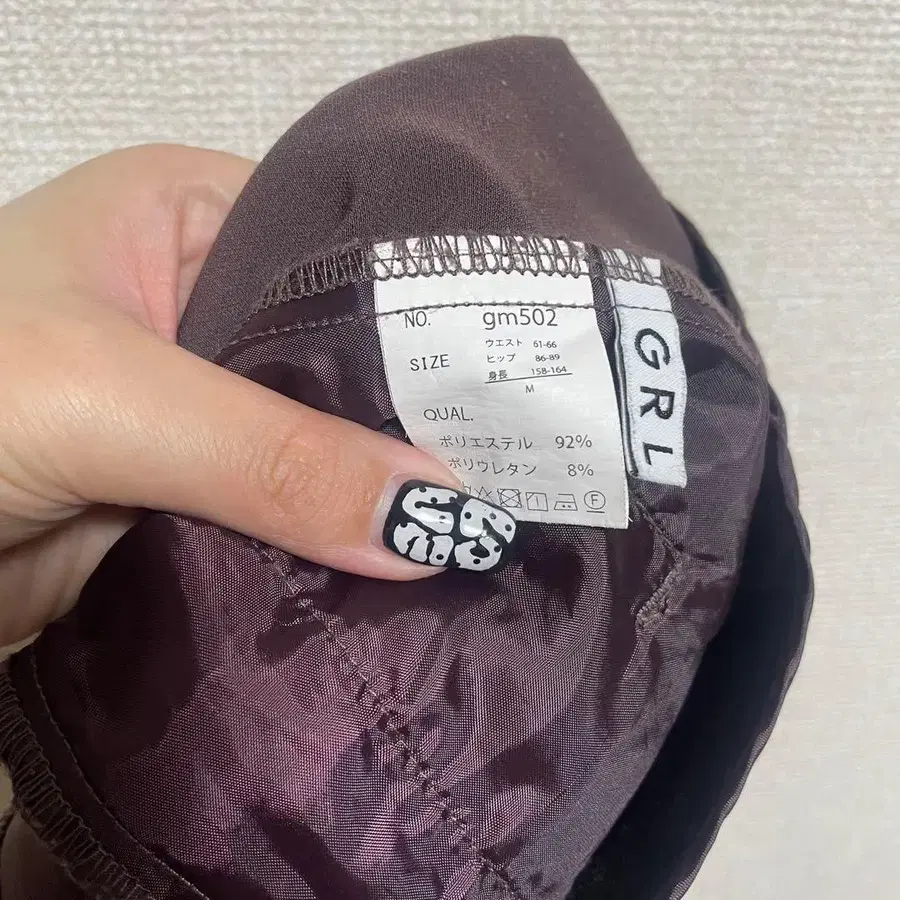 NO. gm502
SIZE
ウエスト 61-66
ヒップ 86-89
身長 158-164
M
QUAL.
ポリエステル 92%
ポリウレタン 8%
F
GRL